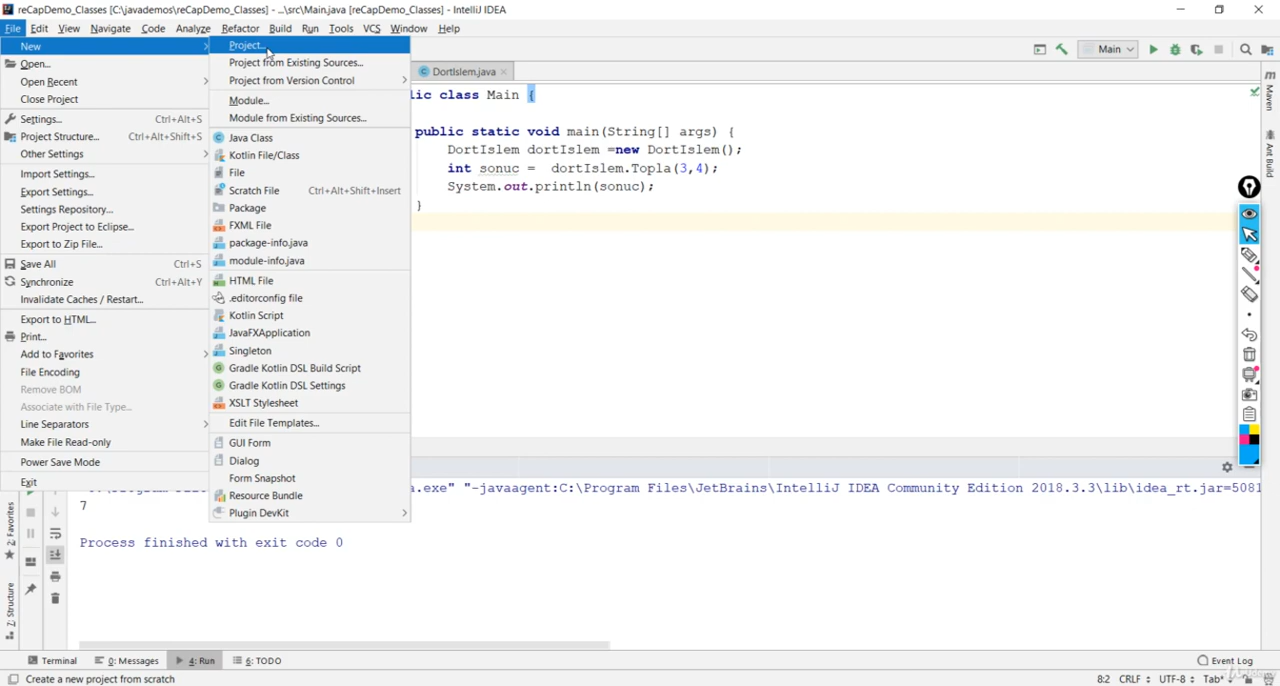 reCapDemo_Classes [C:\javademos\reCapDemo_Classes] - ...\src\Main.java [reCapDemo_Classes] - IntelliJ IDEA
File Edit View Navigate Code Analyze Refactor Build Run Tools VCS Window Help
New
Open...
Open Recent
Close Project
Settings... Ctrl+Alt+S
Project Structure... Ctrl+Alt+Shift+S
Other Settings
Import Settings...
Export Settings...
Settings Repository...
Export Project to Eclipse...
Export to Zip File...
Save All Ctrl+S
Synchronize Ctrl+Alt+Y
Invalidate Caches / Restart...
Export to HTML...
Print...
Add to Favorites
File Encoding
Remove BOM
Associate with File Type...
Line Separators
Make File Read-only
Power Save Mode
Exit
Project...
Project from Existing Sources...
Project from Version Control
Module...
Module from Existing Sources...
Java Class
Kotlin File/Class
File
Scratch File Ctrl+Alt+Shift+Insert
Package
FXML File
package-info.java
module-info.java
HTML File
.editorconfig file
Kotlin Script
JavaFXApplication
Singleton
Gradle Kotlin DSL Build Script
Gradle Kotlin DSL Settings
XSLT Stylesheet
Edit File Templates...
GUI Form
Dialog
Form Snapshot
Resource Bundle
Plugin DevKit
Main
DortIslem.java
lic class Main {
public static void main(String[] args) {
DortIslem dortIslem =new DortIslem();
int sonuc = dortIslem.Topla(3,4);
System.out.println(sonuc);
}
Maven
Ant Build
a.exe" "-javaagent:C:\Program Files\JetBrains\IntelliJ IDEA Community Edition 2018.3.3\lib\idea_rt.jar=5081
7
Process finished with exit code 0
2: Favorites
7: Structure
Terminal 0: Messages 4: Run 6: TODO Event Log
Create a new project from scratch 8:2 CRLF UTF-8 Tab*